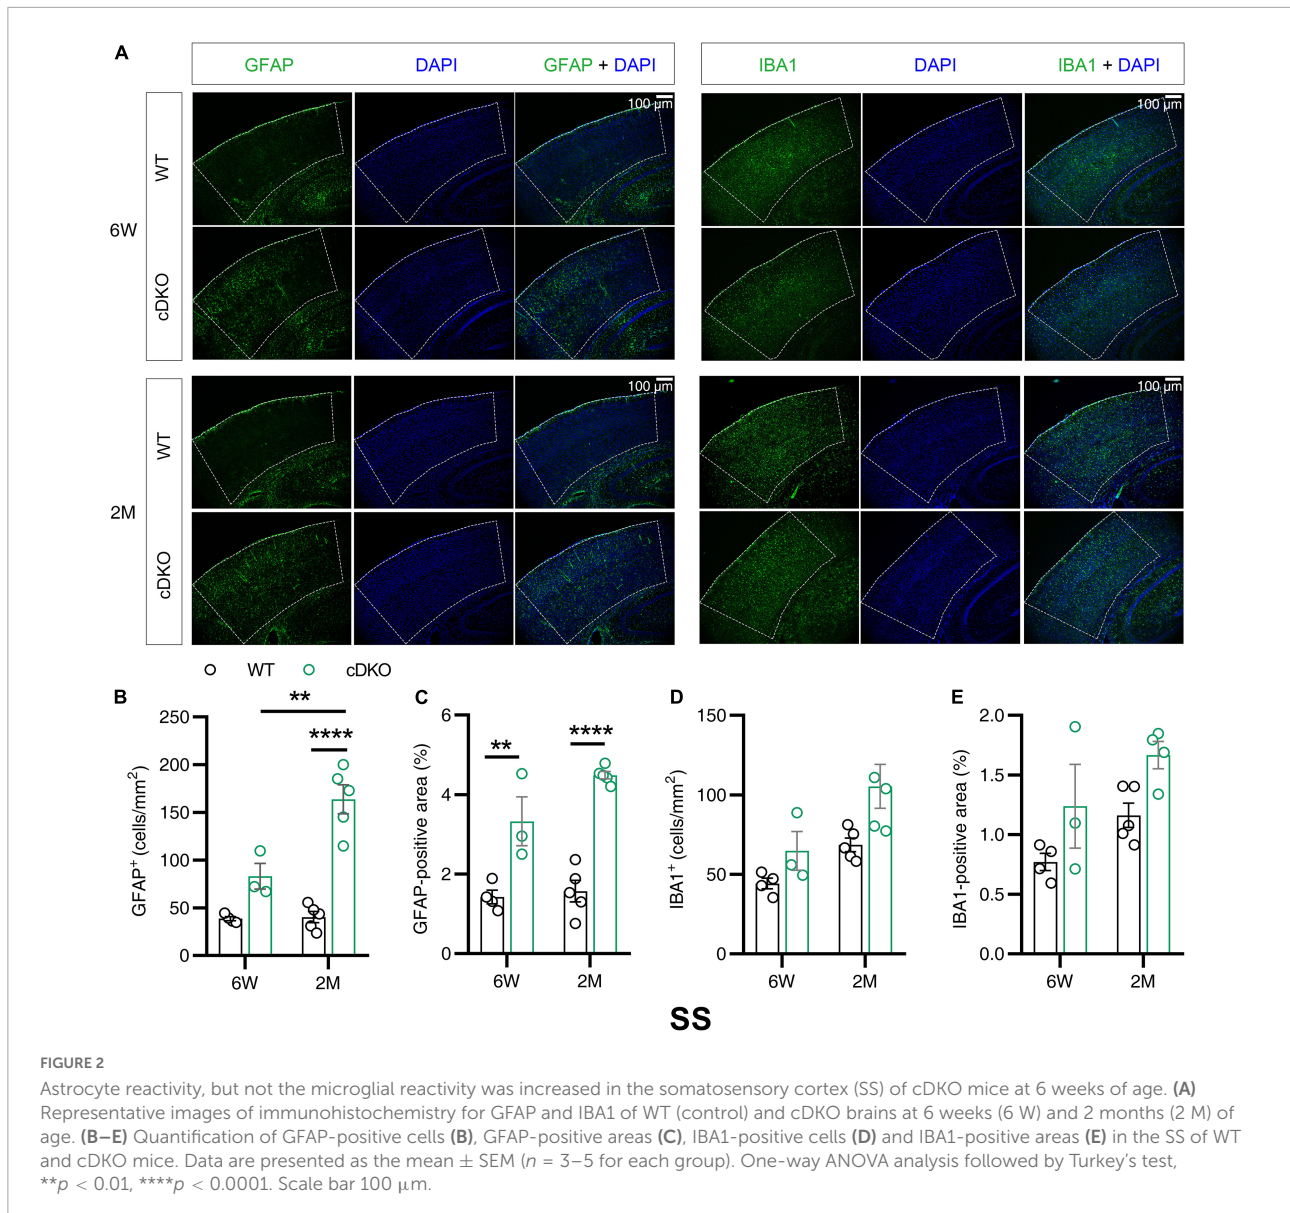 A
GFAP DAPI GFAP + DAPI IBA1 DAPI IBA1 + DAPI
100 µm 100 µm
WT
6W
cDKO
100 µm 100 µm
WT
2M
cDKO
WT cDKO
B
GFAP⁺ (cells/mm²)
250
200
150
100
50
0
**
****
6W 2M
C
GFAP-positive area (%)
6
4
2
0
**
****
6W 2M
D
IBA1⁺ (cells/mm²)
150
100
50
0
6W 2M
E
IBA1-positive area (%)
2.0
1.5
1.0
0.5
0.0
6W 2M
SS
FIGURE 2
Astrocyte reactivity, but not the microglial reactivity was increased in the somatosensory cortex (SS) of cDKO mice at 6 weeks of age. (A)
Representative images of immunohistochemistry for GFAP and IBA1 of WT (control) and cDKO brains at 6 weeks (6 W) and 2 months (2 M) of
age. (B–E) Quantification of GFAP-positive cells (B), GFAP-positive areas (C), IBA1-positive cells (D) and IBA1-positive areas (E) in the SS of WT
and cDKO mice. Data are presented as the mean ± SEM (n = 3–5 for each group). One-way ANOVA analysis followed by Turkey's test,
**p < 0.01, ****p < 0.0001. Scale bar 100 µm.